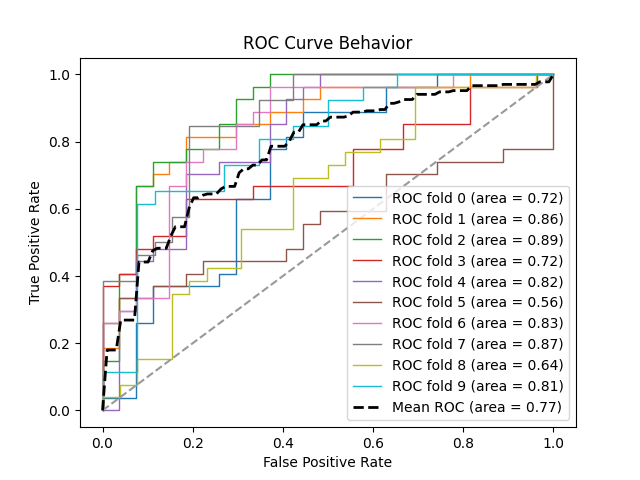 ROC Curve Behavior
1.0
0.8
0.6
0.4
0.2
0.0
True Positive Rate
ROC fold 0 (area = 0.72)
ROC fold 1 (area = 0.86)
ROC fold 2 (area = 0.89)
ROC fold 3 (area = 0.72)
ROC fold 4 (area = 0.82)
ROC fold 5 (area = 0.56)
ROC fold 6 (area = 0.83)
ROC fold 7 (area = 0.87)
ROC fold 8 (area = 0.64)
ROC fold 9 (area = 0.81)
Mean ROC (area = 0.77)
0.0 0.2 0.4 0.6 0.8 1.0
False Positive Rate